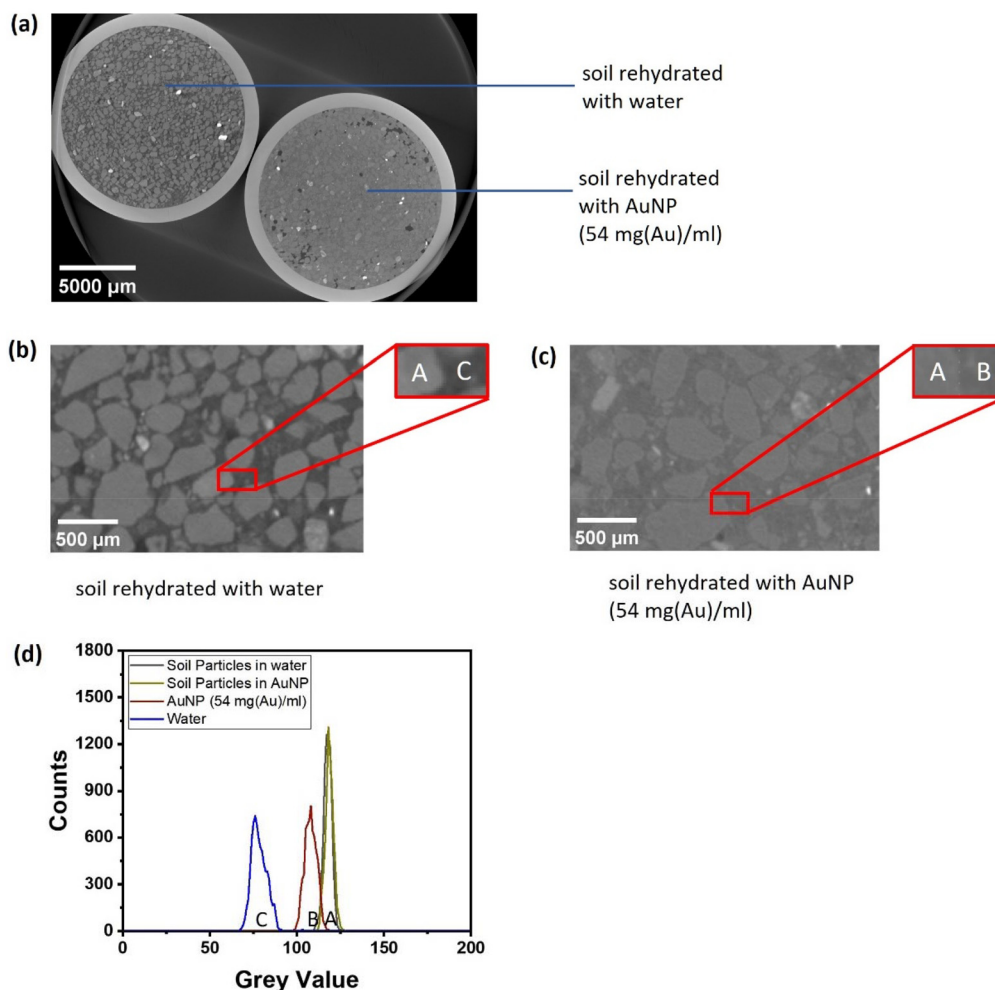 (a)
soil rehydrated
with water
soil rehydrated
with AuNP
(54 mg(Au)/ml)
5000 µm
(b)
A C
500 µm
soil rehydrated with water
(c)
A B
500 µm
soil rehydrated with AuNP
(54 mg(Au)/ml)
(d)
1800
1500
1200
900
600
300
0
Counts
Soil Particles in water
Soil Particles in AuNP
AuNP (54 mg(Au)/ml)
Water
C B A
0 50 100 150 200
Grey Value